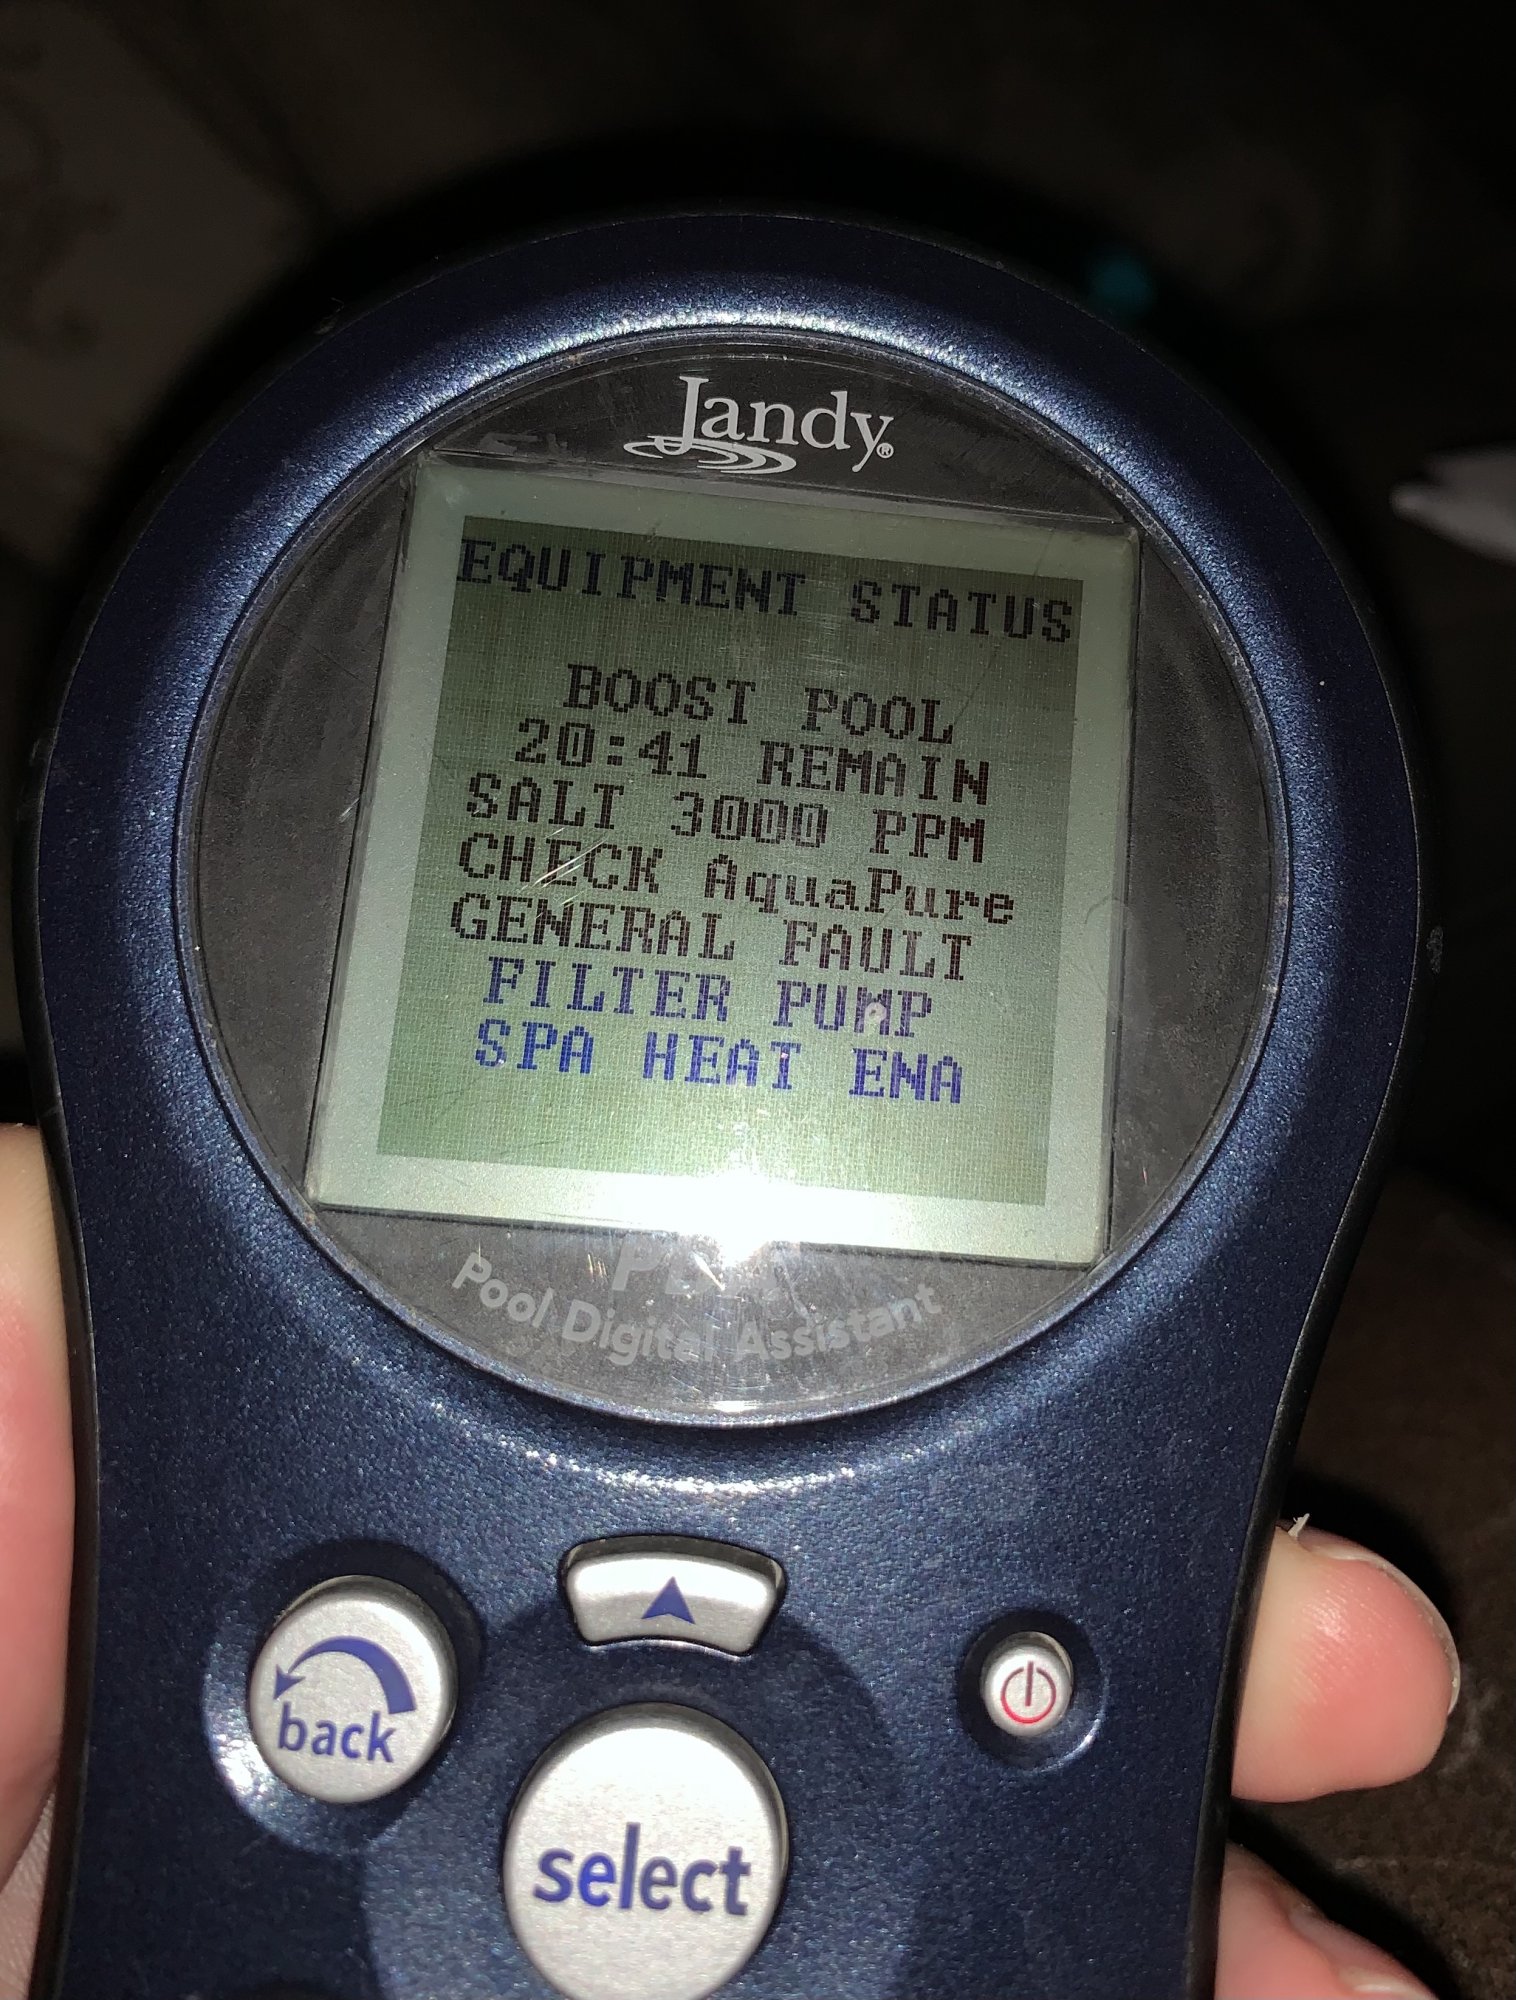 Jandy®
EQUIPMENT STATUS
BOOST POOL
20:41 REMAIN
SALT 3000 PPM
CHECK AquaPure
GENERAL FAULT
FILTER PUMP
SPA HEAT ENA
Pool Digital Assistant
back
select